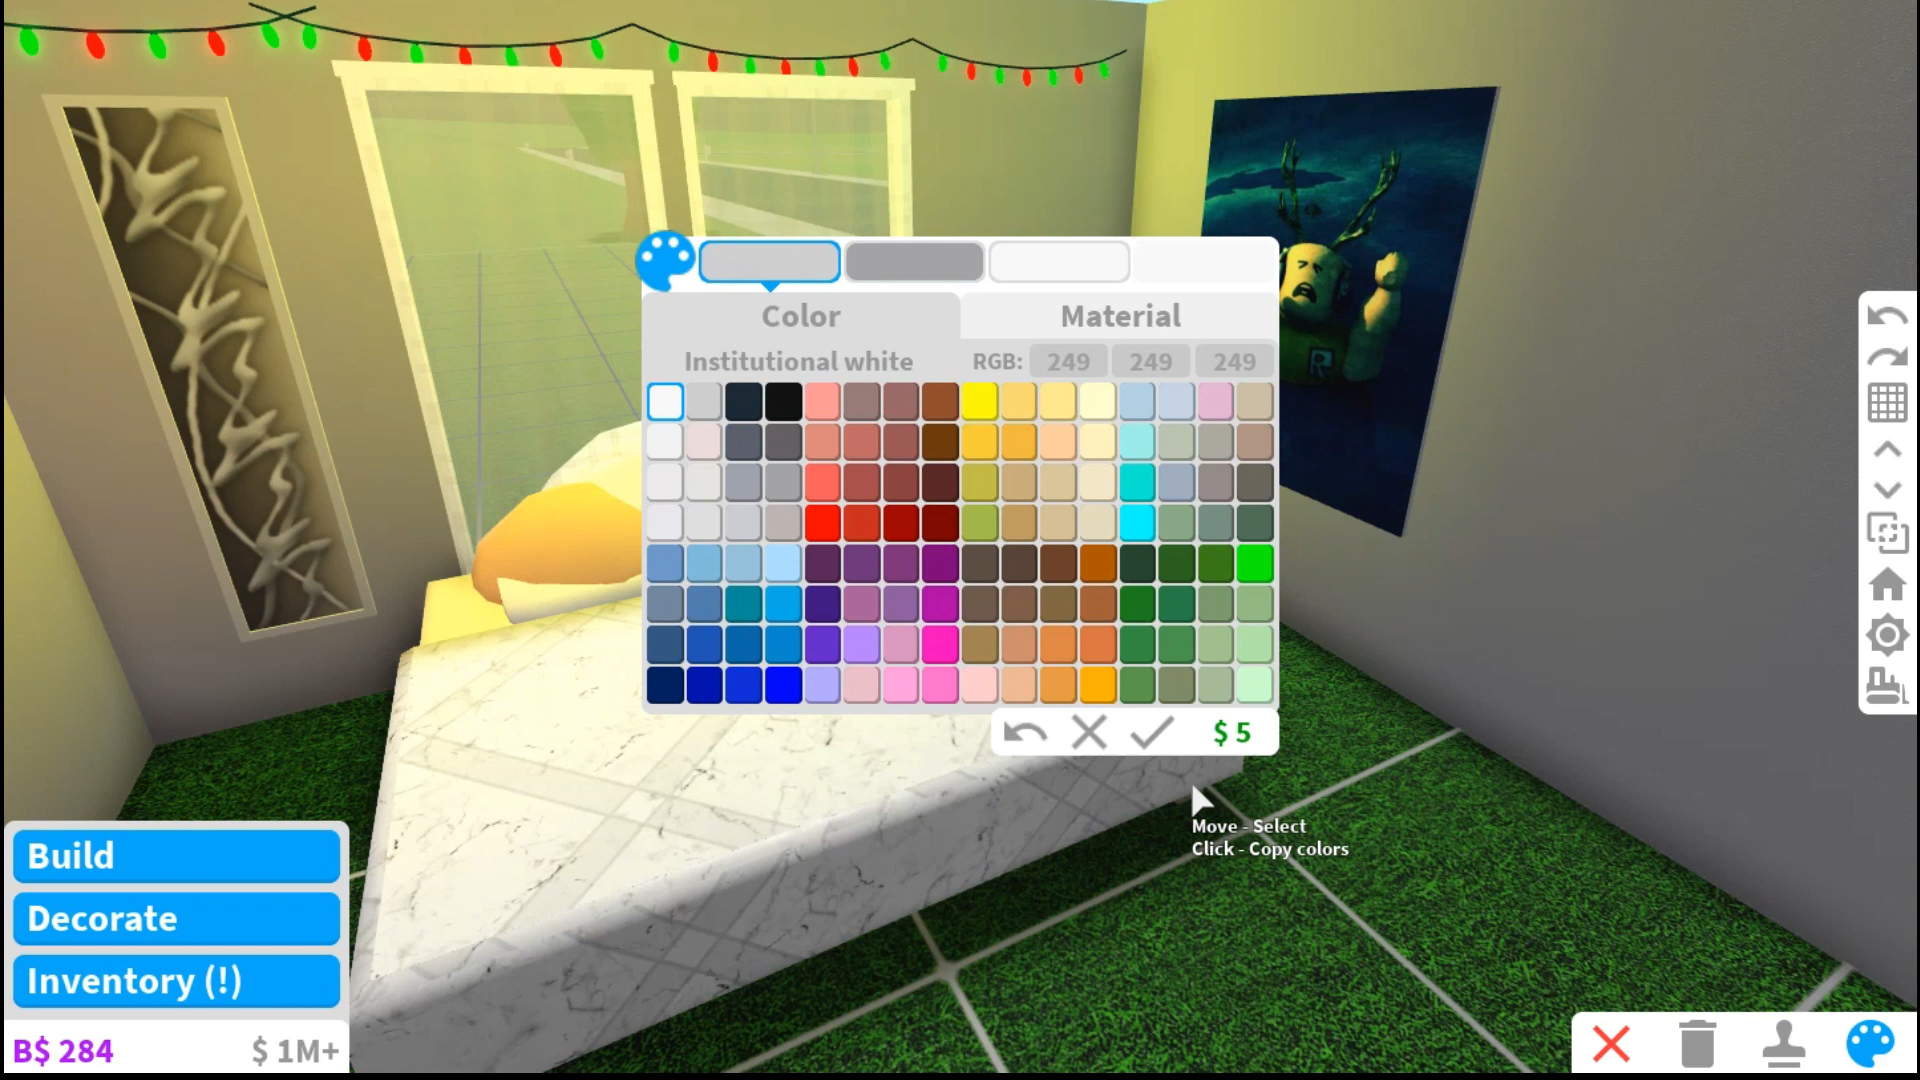 Color
Material
Institutional white
RGB: 249 249 249
R
$ 5
Move - Select
Click - Copy colors
Build
Decorate
Inventory (!)
B$ 284
$ 1M+